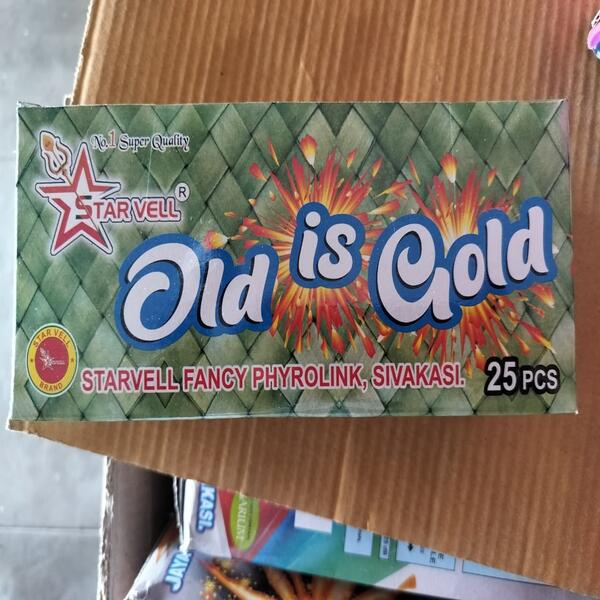 No.1 Super Quality
STAR VELL ®
Old is Gold
STAR VELL
BRAND
STARVELL FANCY PHYROLINK, SIVAKASI.
25 PCS
KASI.
JAYA